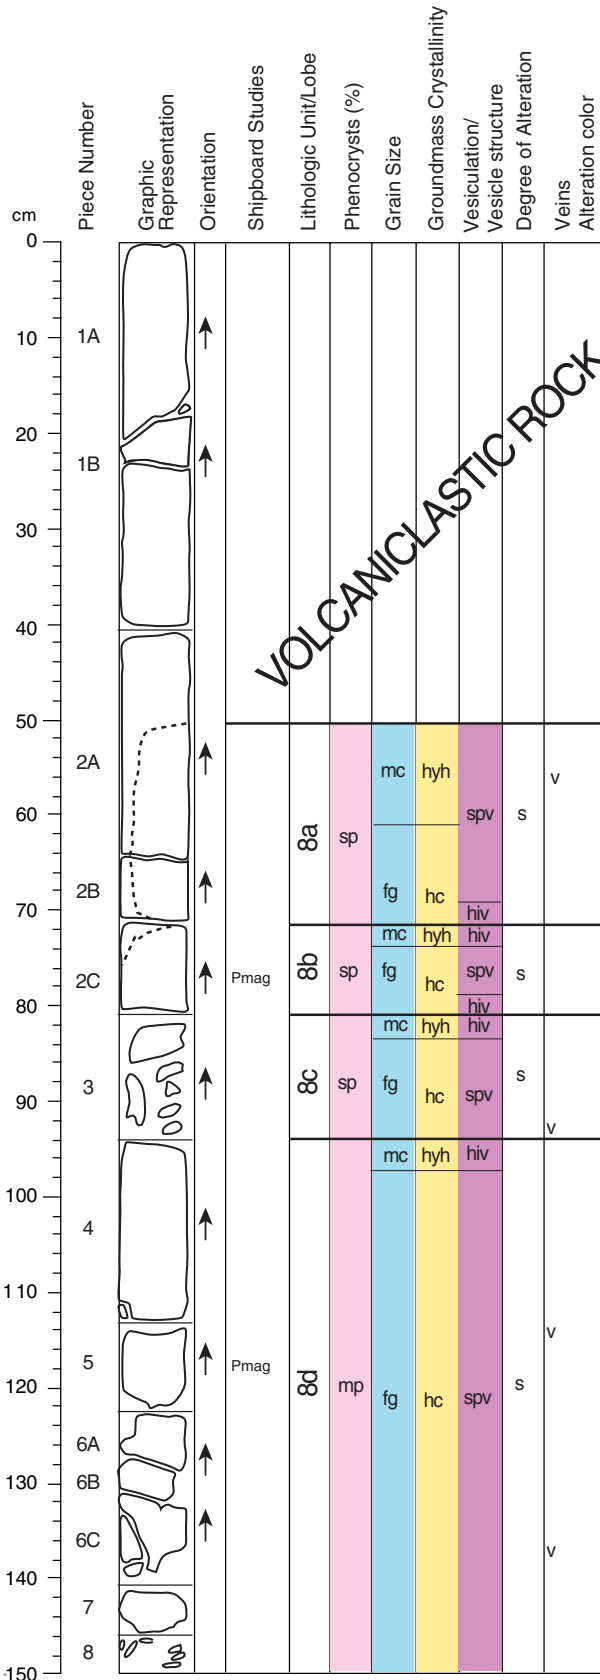 cm
Piece Number
Graphic
Representation
Orientation
Shipboard Studies
Lithologic Unit/Lobe
Phenocrysts (%)
Grain Size
Groundmass Crystallinity
Vesiculation/
Vesicle structure
Degree of Alteration
Veins
Alteration color
0
10
20
30
40
50
60
70
80
90
100
110
120
130
140
150
1A
1B
2A
2B
2C
3
4
5
6A
6B
6C
7
8
VOLCANICLASTIC ROCK
mc hyh
v
spv s
8a sp
fg hc
hiv
mc hyh hiv
8b sp fg hc spv s
Pmag
hiv
mc hyh hiv
8c sp fg hc spv s
v
mc hyh hiv
v
Pmag
8d mp fg hc spv s
v